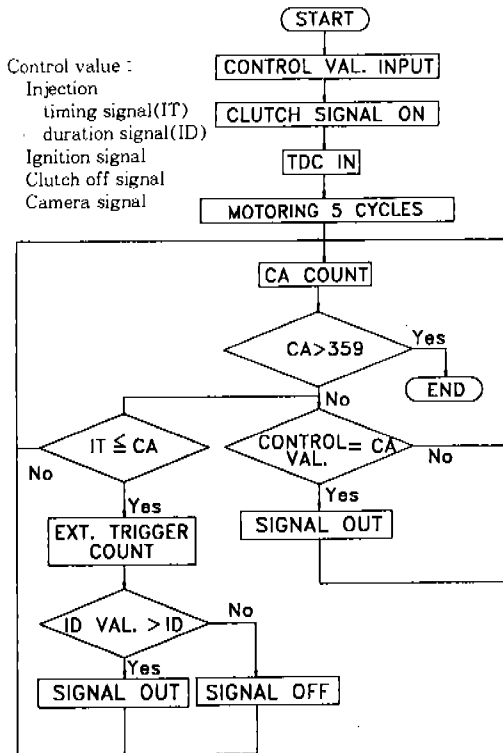 START
Control value :
Injection
timing signal(IT)
duration signal(ID)
Ignition signal
Clutch off signal
Camera signal
CONTROL VAL. INPUT
CLUTCH SIGNAL ON
TDC IN
MOTORING 5 CYCLES
CA COUNT
CA>359
Yes
END
No
IT ≦ CA
No
Yes
CONTROL
VAL. = CA
No
Yes
SIGNAL OUT
EXT. TRIGGER
COUNT
ID VAL. > ID
No
Yes
SIGNAL OUT
SIGNAL OFF